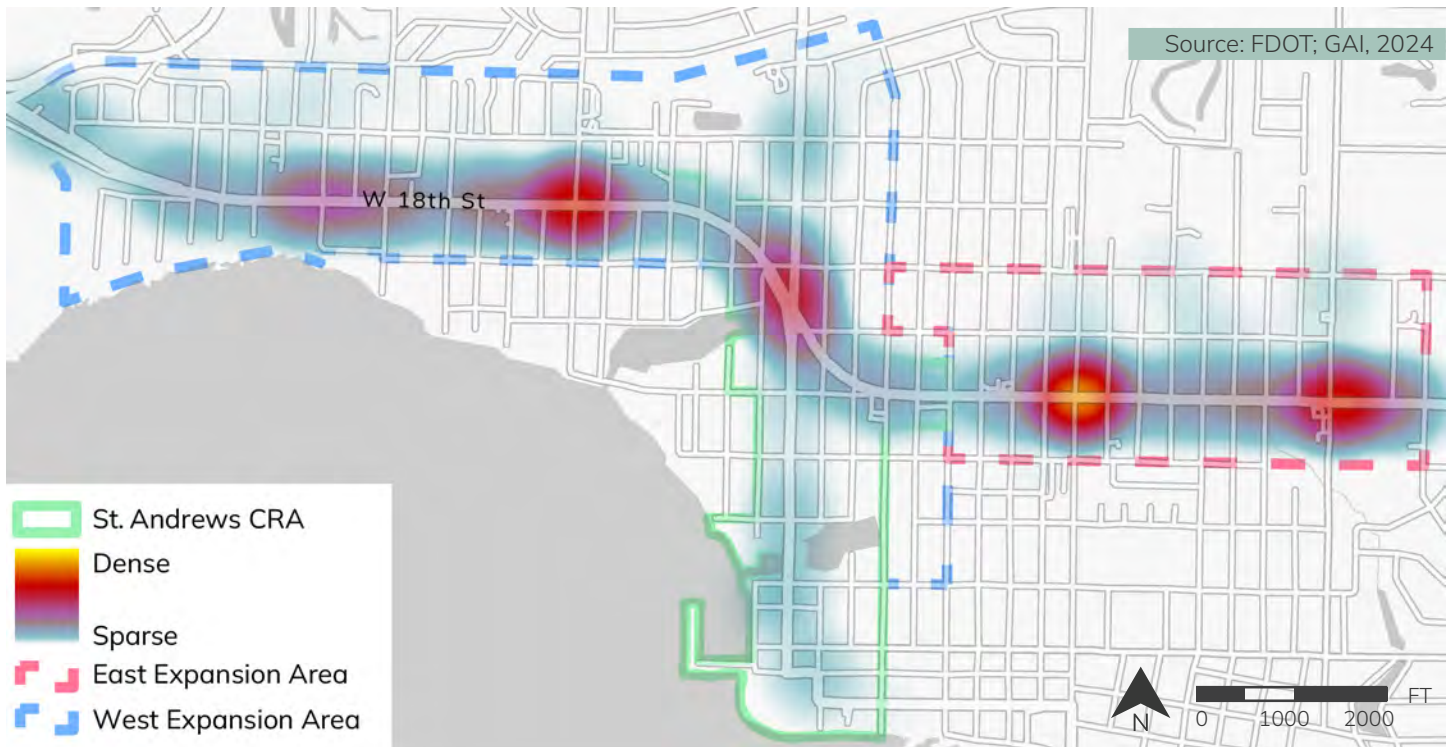 Source: FDOT; GAI, 2024
W 18th St
St. Andrews CRA
Dense
Sparse
East Expansion Area
West Expansion Area
N
FT
0 1000 2000